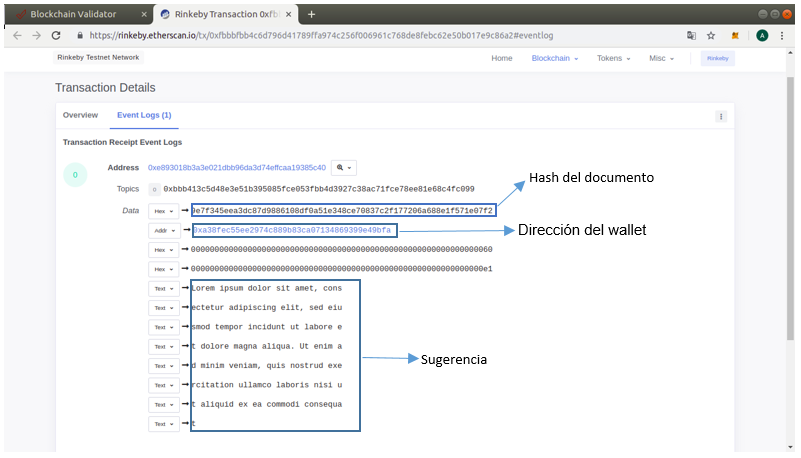 Blockchain Validator
Rinkeby Transaction 0xfbb
https://rinkeby.etherscan.io/tx/0xfbbbfbb4c6d796d41789ffa974c256f006961c768de8febc62e50b017e9c86a2#eventlog
A
Rinkeby Testnet Network
Home Blockchain Tokens Misc Rinkeby
Transaction Details
Overview Event Logs (1)
Transaction Receipt Event Logs
0 Address 0xe893018b3a3e021dbb96da3d74effcaa19385c40
Topics 0 0xbbb413c5d48e3e51b395085fce053fbb4d3927c38ac71fce78ee81e68c4fc099
Hash del documento
Data Hex 9e7f345eea3dc87d9886108df0a51e348ce70837c2f177206a688e1f571e07f2
Addr 0xa38fec55ee2974c889b83ca07134869399e49bfa
Dirección del wallet
Hex 0000000000000000000000000000000000000000000000000000000000000060
Hex 00000000000000000000000000000000000000000000000000000000000000e1
Text Lorem ipsum dolor sit amet, cons
Text ectetur adipiscing elit, sed eiu
Text smod tempor incidunt ut labore e
Text t dolore magna aliqua. Ut enim a
Text d minim veniam, quis nostrud exe
Sugerencia
Text rcitation ullamco laboris nisi u
Text t aliquid ex ea commodi consequa
Text t